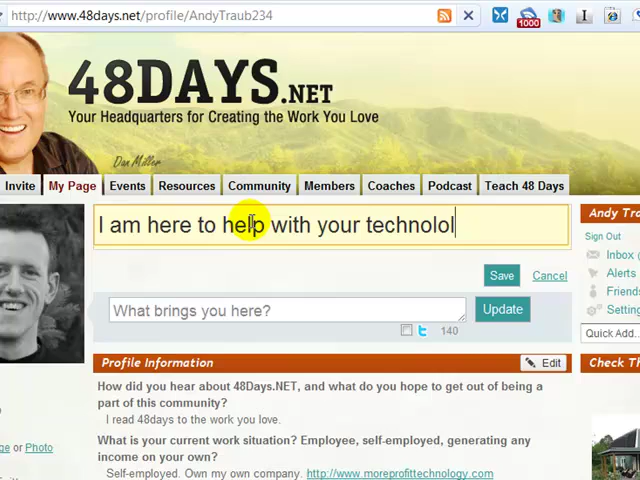 http://www.48days.net/profile/AndyTraub234
1000
48DAYS.NET
Your Headquarters for Creating the Work You Love
Dan Miller
Invite My Page Events Resources Community Members Coaches Podcast Teach 48 Days
I am here to help with your technolol
Andy Tra
Sign Out
Inbox
Alerts
Friends
Setting
Save Cancel
What brings you here? Update
140
Quick Add...
Profile Information Edit
Check Th
How did you hear about 48Days.NET, and what do you hope to get out of being a
part of this community?
I read 48days to the work you love.
What is your current work situation? Employee, self-employed, generating any
income on your own?
Self-employed. Own my own company. http://www.moreprofittechnology.com
ge or Photo